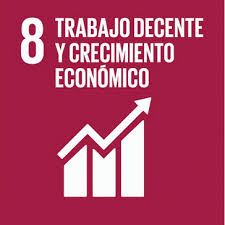 8 TRABAJO DECENTE
Y CRECIMIENTO
ECONÓMICO